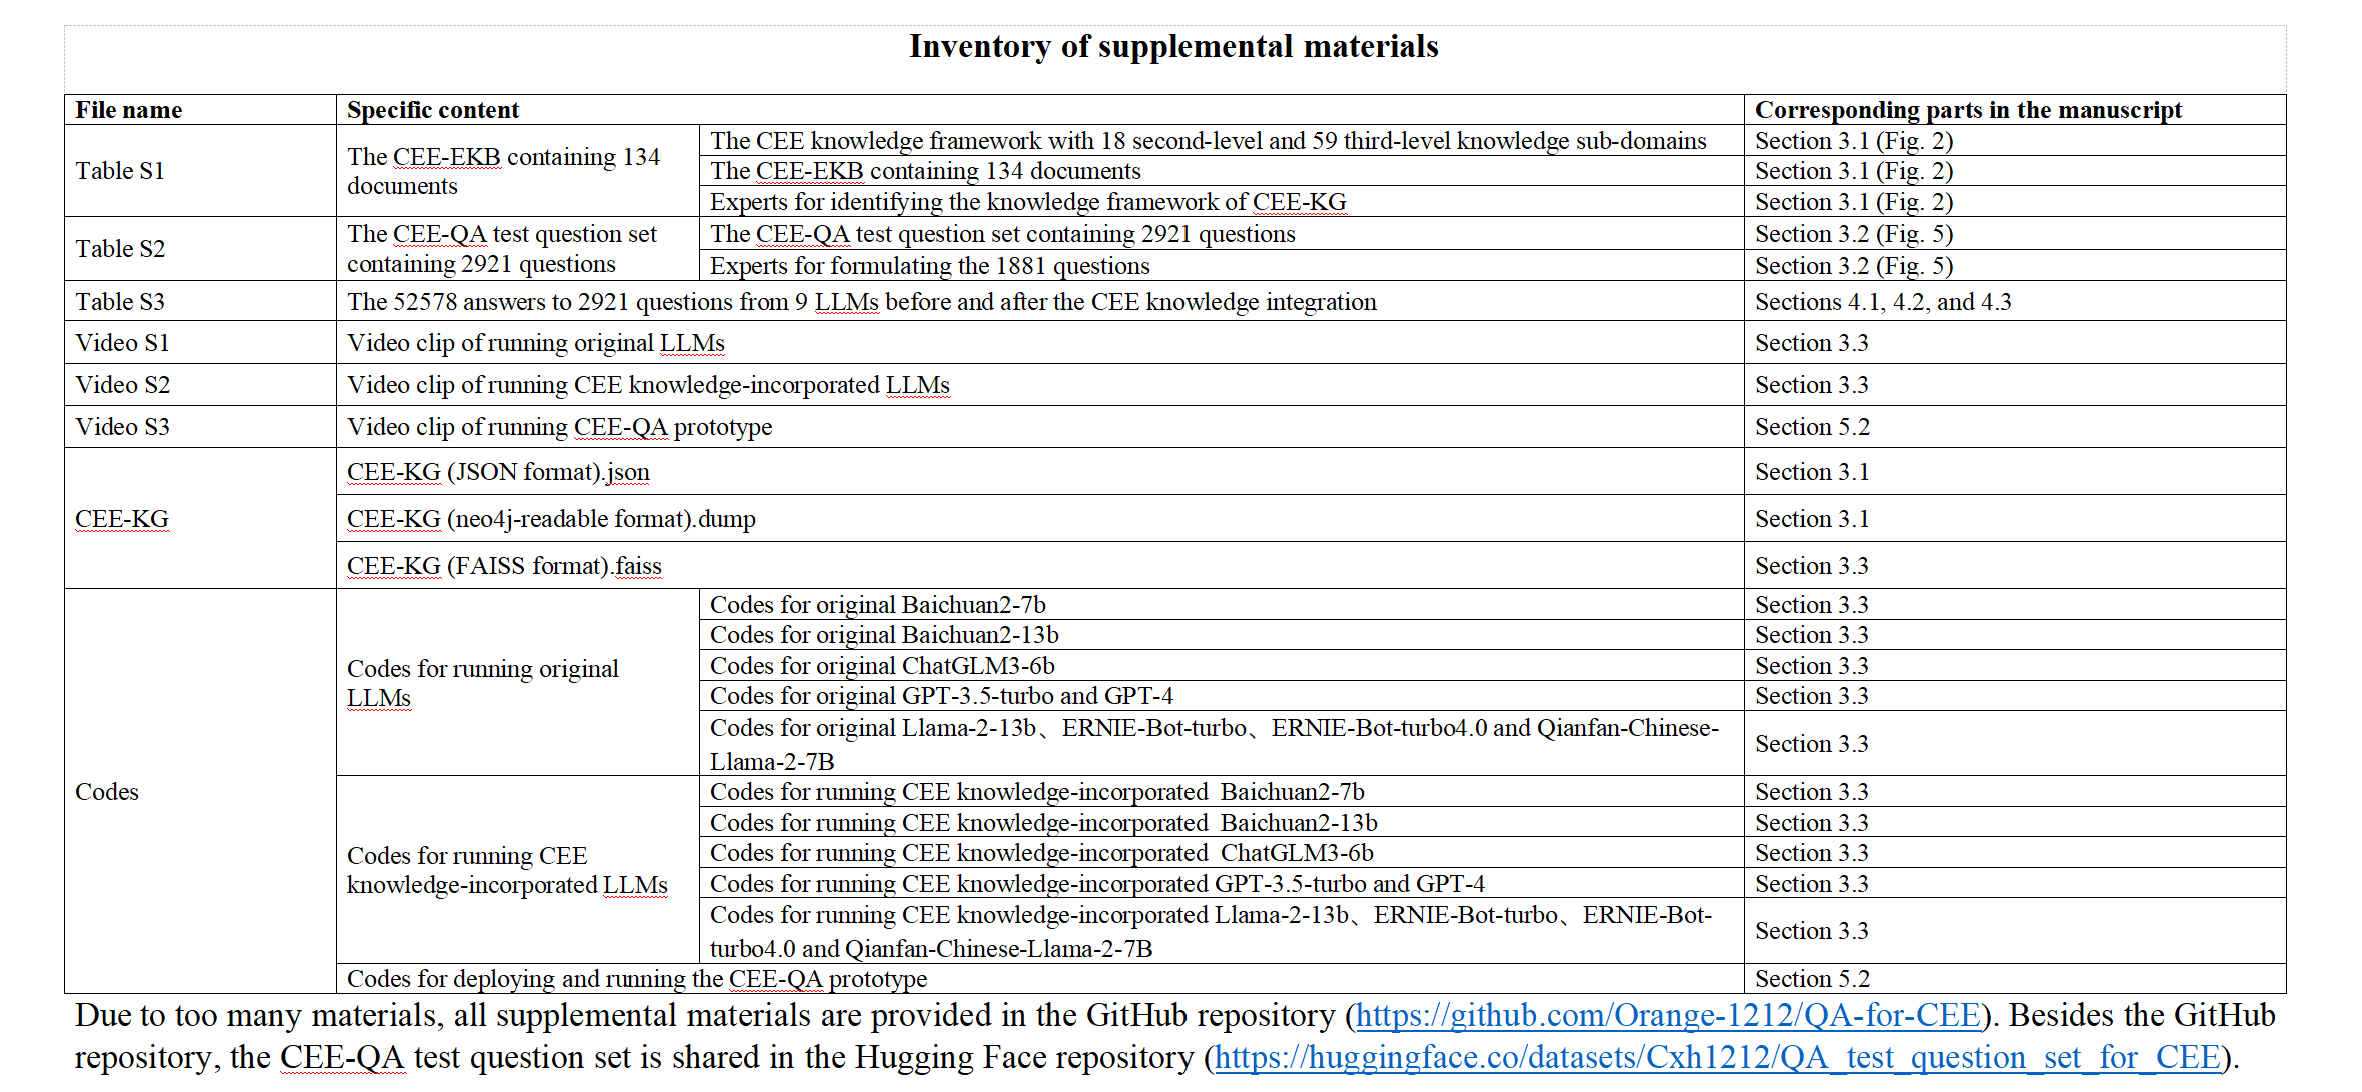 Inventory of supplemental materials
File name
Specific content
Corresponding parts in the manuscript
Table S1
The CEE-EKB containing 134
documents
The CEE knowledge framework with 18 second-level and 59 third-level knowledge sub-domains
Section 3.1 (Fig. 2)
The CEE-EKB containing 134 documents
Section 3.1 (Fig. 2)
Experts for identifying the knowledge framework of CEE-KG
Section 3.1 (Fig. 2)
Table S2
The CEE-QA test question set
containing 2921 questions
The CEE-QA test question set containing 2921 questions
Section 3.2 (Fig. 5)
Experts for formulating the 1881 questions
Section 3.2 (Fig. 5)
Table S3
The 52578 answers to 2921 questions from 9 LLMs before and after the CEE knowledge integration
Sections 4.1, 4.2, and 4.3
Video S1
Video clip of running original LLMs
Section 3.3
Video S2
Video clip of running CEE knowledge-incorporated LLMs
Section 3.3
Video S3
Video clip of running CEE-QA prototype
Section 5.2
CEE-KG
CEE-KG (JSON format).json
Section 3.1
CEE-KG (neo4j-readable format).dump
Section 3.1
CEE-KG (FAISS format).faiss
Section 3.3
Codes
Codes for running original
LLMs
Codes for original Baichuan2-7b
Section 3.3
Codes for original Baichuan2-13b
Section 3.3
Codes for original ChatGLM3-6b
Section 3.3
Codes for original GPT-3.5-turbo and GPT-4
Section 3.3
Codes for original Llama-2-13b、ERNIE-Bot-turbo、ERNIE-Bot-turbo4.0 and Qianfan-Chinese-
Llama-2-7B
Section 3.3
Codes for running CEE
knowledge-incorporated LLMs
Codes for running CEE knowledge-incorporated  Baichuan2-7b
Section 3.3
Codes for running CEE knowledge-incorporated  Baichuan2-13b
Section 3.3
Codes for running CEE knowledge-incorporated  ChatGLM3-6b
Section 3.3
Codes for running CEE knowledge-incorporated GPT-3.5-turbo and GPT-4
Section 3.3
Codes for running CEE knowledge-incorporated Llama-2-13b、ERNIE-Bot-turbo、ERNIE-Bot-
turbo4.0 and Qianfan-Chinese-Llama-2-7B
Section 3.3
Codes for deploying and running the CEE-QA prototype
Section 5.2
Due to too many materials, all supplemental materials are provided in the GitHub repository (https://github.com/Orange-1212/QA-for-CEE). Besides the GitHub
repository, the CEE-QA test question set is shared in the Hugging Face repository (https://huggingface.co/datasets/Cxh1212/QA_test_question_set_for_CEE).